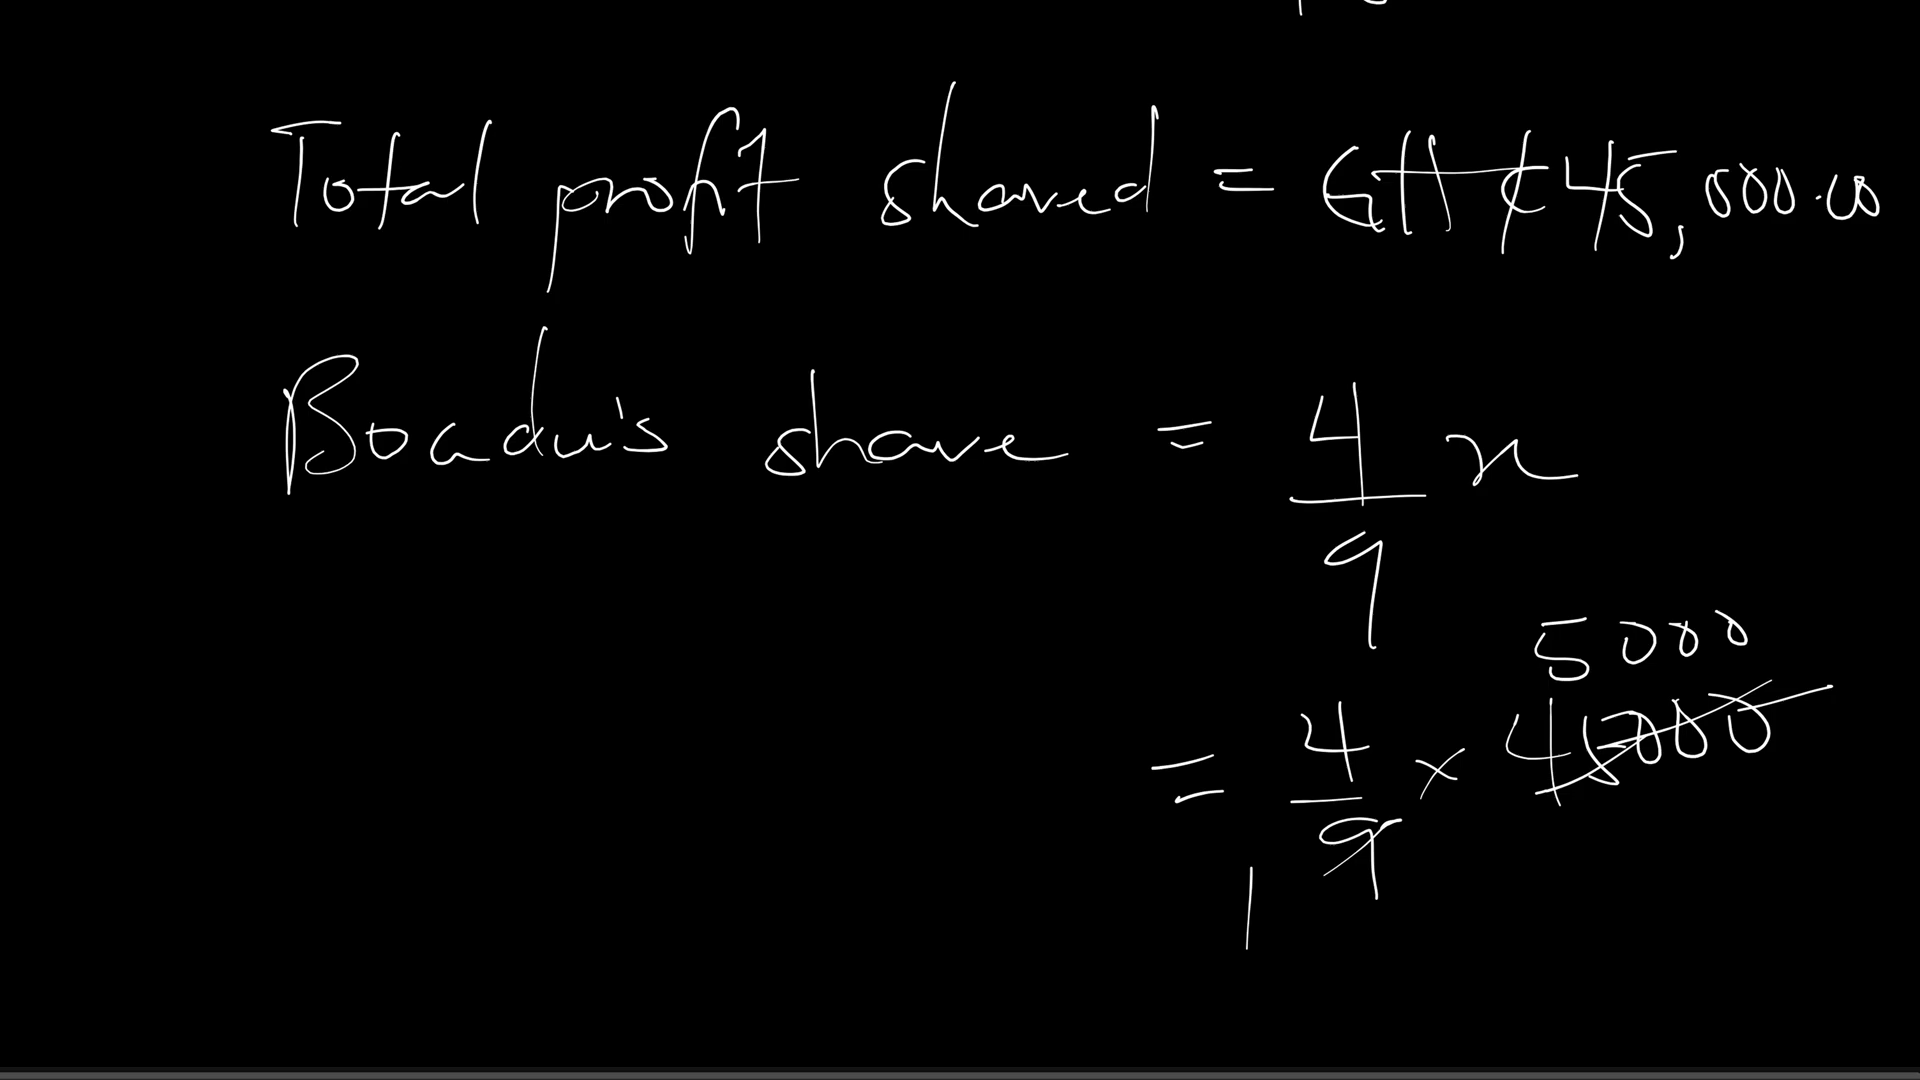 Total profit shared = GH₵45,000.00
Boadu's share = 4/9 x
5000
= 4/9 × 45000
1